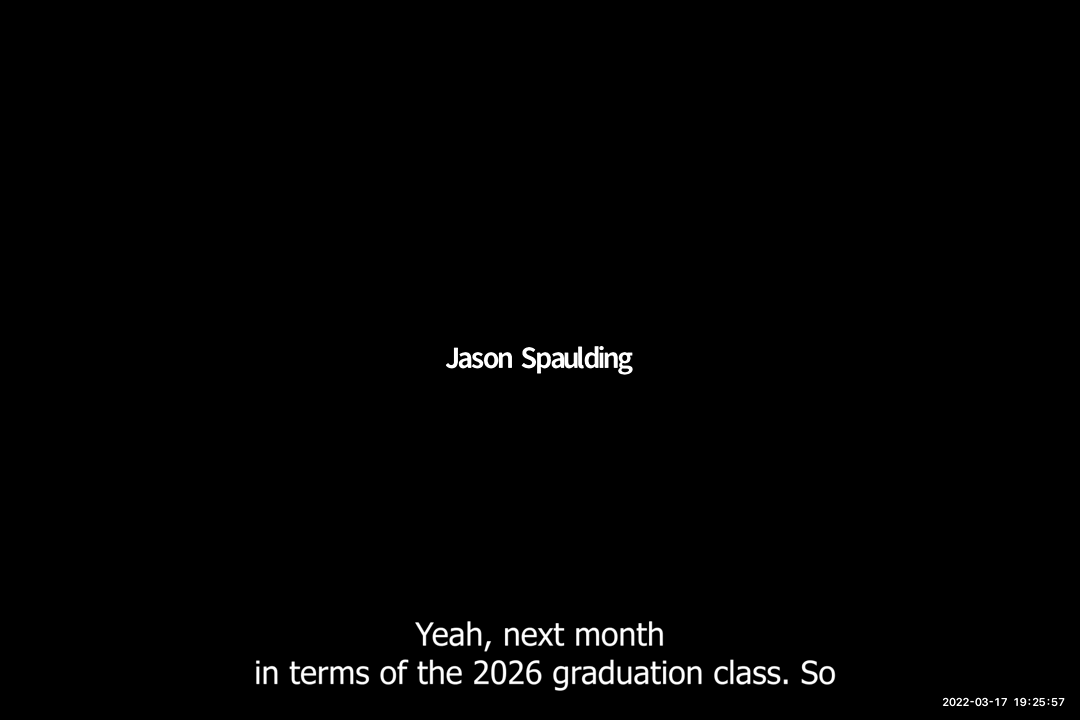 Jason Spaulding
Yeah, next month
in terms of the 2026 graduation class. So
2022-03-17 19:25:57